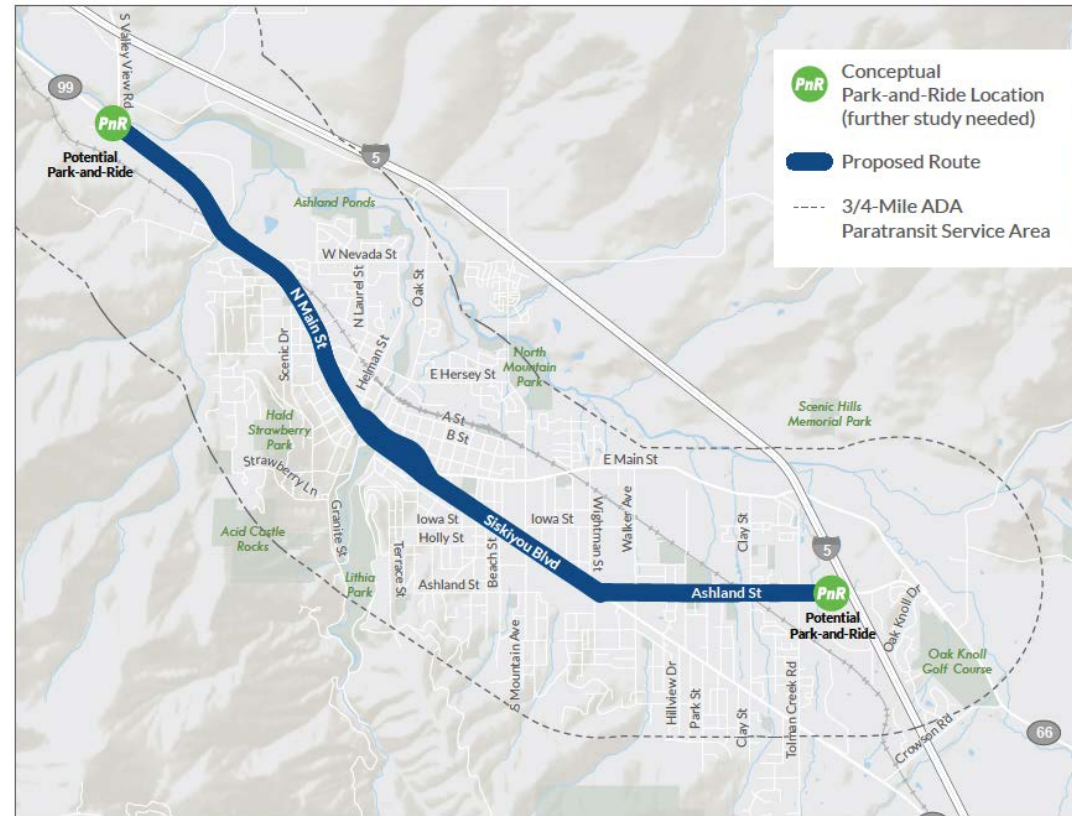 S Valley View Rd
99
PnR
Potential
Park-and-Ride
5
Ashland Ponds
W Nevada St
N Laurel St
Oak St
N Main St
Scenic Dr
Helman St
E Hersey St
North
Mountain
Park
A St
B St
Hald
Strawberry
Park
Strawberry Ln
Granite St
Acid Castle
Rocks
Lithia
Park
Terrace St
Iowa St
Holly St
Ashland St
Beach St
S Mountain Ave
Siskiyou Blvd
Iowa St
E Main St
Wightman St
Walker Ave
Clay St
Scenic Hills
Memorial Park
5
Ashland St
PnR
Potential
Park-and-Ride
Oak Knoll Dr
Oak Knoll
Golf Course
Hillview Dr
Park St
Clay St
Tolman Creek Rd
Crowson Rd
66
PnR
Conceptual
Park-and-Ride Location
(further study needed)
Proposed Route
3/4-Mile ADA
Paratransit Service Area